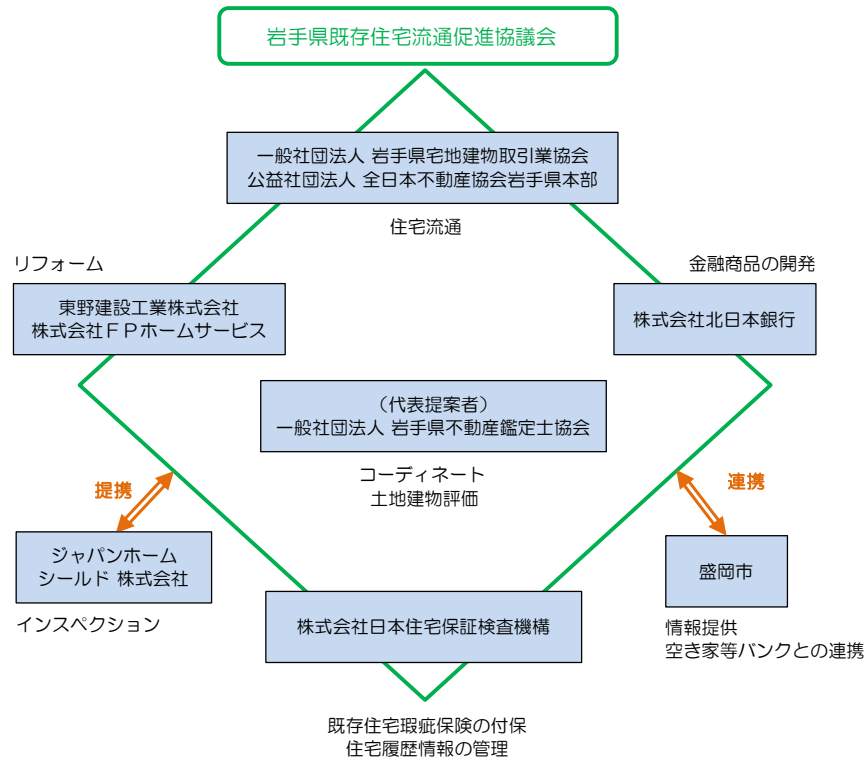 岩手県既存住宅流通促進協議会
一般社団法人 岩手県宅地建物取引業協会
公益社団法人 全日本不動産協会岩手県本部
住宅流通
リフォーム
東野建設工業株式会社
株式会社FPホームサービス
金融商品の開発
株式会社北日本銀行
（代表提案者）
一般社団法人 岩手県不動産鑑定士協会
コーディネート
土地建物評価
提携
ジャパンホーム
シールド 株式会社
インスペクション
連携
盛岡市
情報提供
空き家等バンクとの連携
株式会社日本住宅保証検査機構
既存住宅瑕疵保険の付保
住宅履歴情報の管理